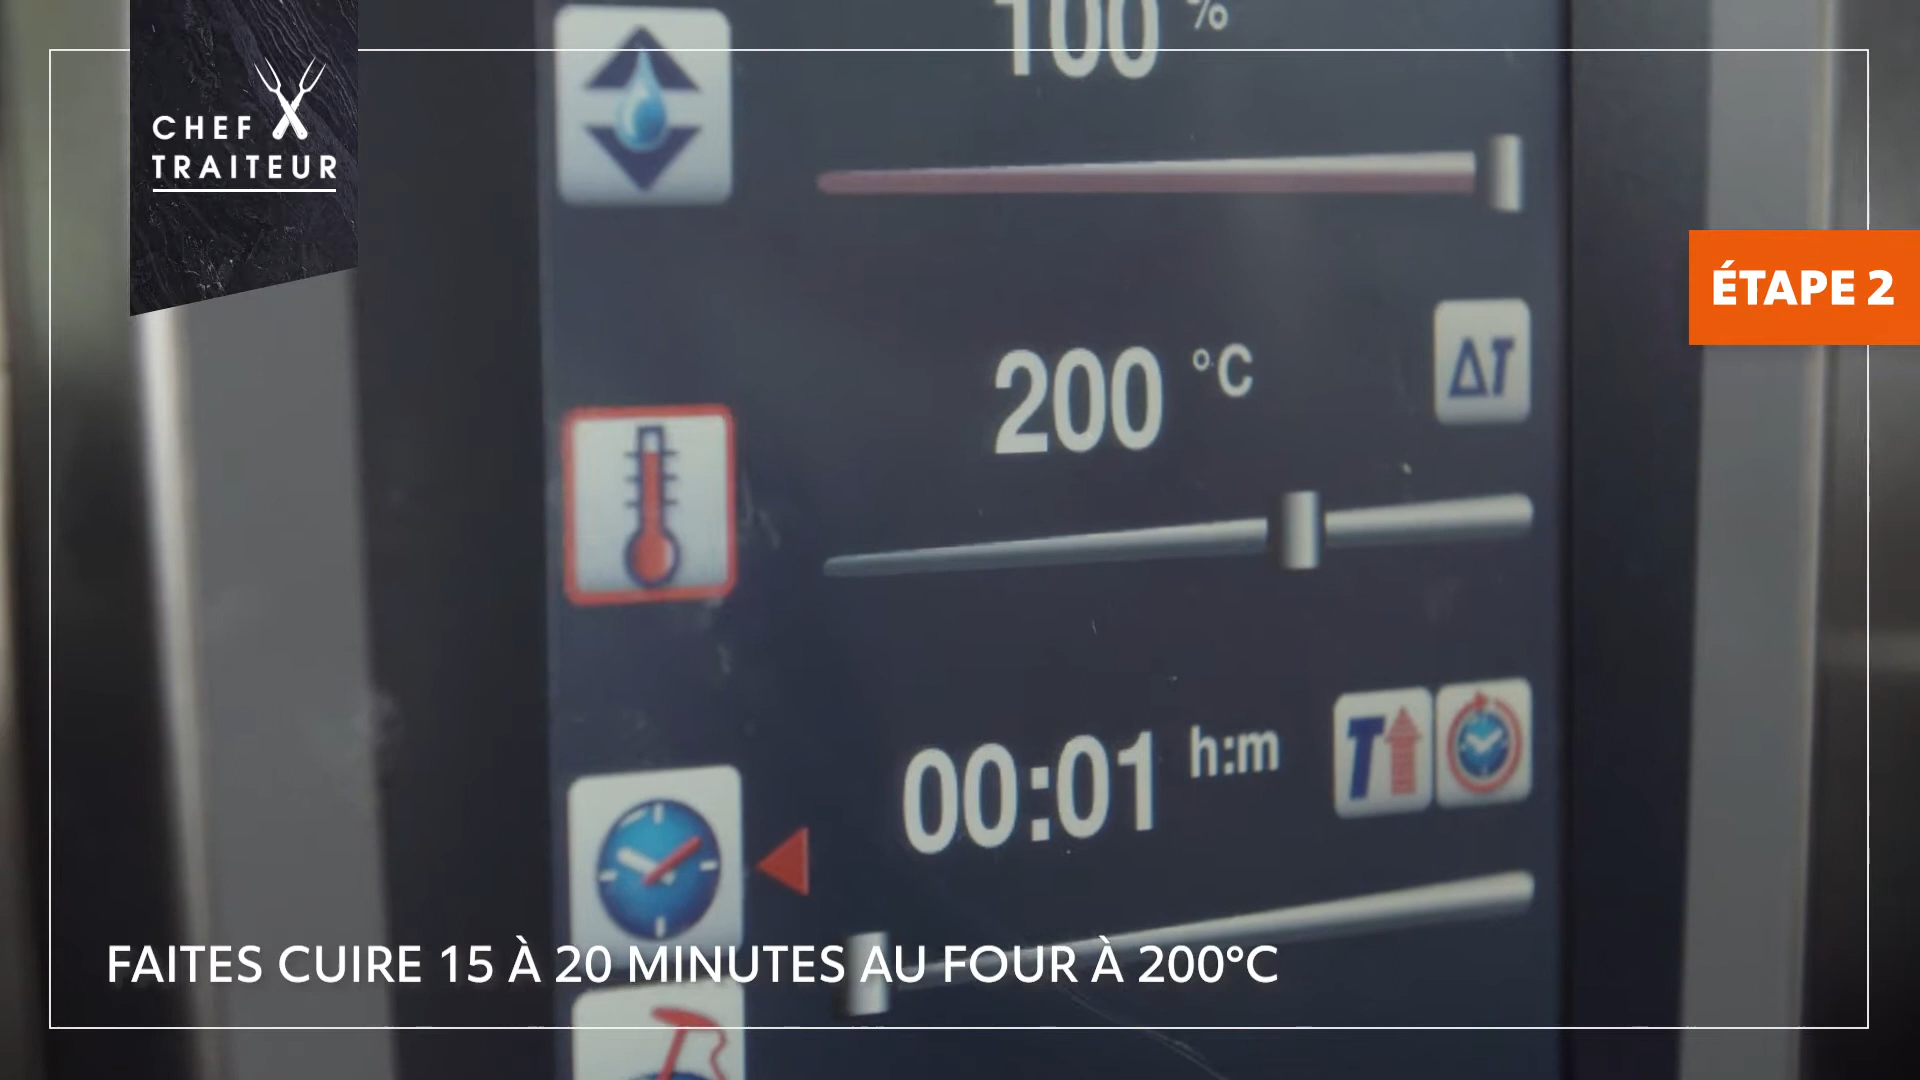 100 %
CHEF
TRAITEUR
ÉTAPE 2
200 °C
ΔT
00:01 h:m
T
FAITES CUIRE 15 À 20 MINUTES AU FOUR À 200°C